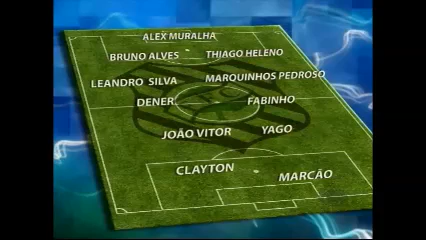 ALEX MURALHA
BRUNO ALVES THIAGO HELENO
LEANDRO SILVA MARQUINHOS PEDROSO
DENER FABINHO
JOÃO VITOR YAGO
CLAYTON MARCÃO